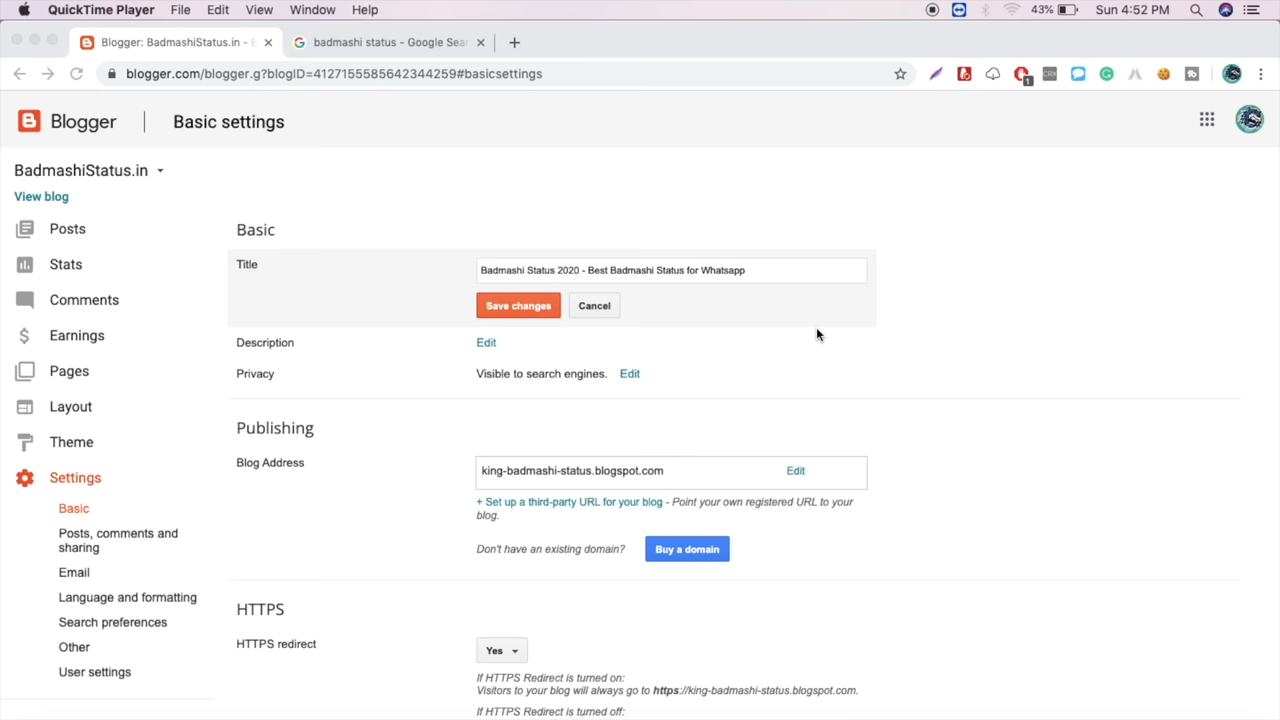 QuickTime Player File Edit View Window Help 43% Sun 4:52 PM
Blogger: BadmashiStatus.in - E badmashi status - Google Sear
blogger.com/blogger.g?blogID=4127155585642344259#basicsettings
CRX
1
Blogger Basic settings
BadmashiStatus.in
View blog
Posts
Stats
Comments
Earnings
Pages
Layout
Theme
Settings
Basic
Posts, comments and
sharing
Email
Language and formatting
Search preferences
Other
User settings
Basic
Title Badmashi Status 2020 - Best Badmashi Status for Whatsapp
Save changes Cancel
Description Edit
Privacy Visible to search engines. Edit
Publishing
Blog Address king-badmashi-status.blogspot.com Edit
+ Set up a third-party URL for your blog - Point your own registered URL to your
blog.
Don't have an existing domain? Buy a domain
HTTPS
HTTPS redirect Yes
If HTTPS Redirect is turned on:
Visitors to your blog will always go to https://king-badmashi-status.blogspot.com.
If HTTPS Redirect is turned off: